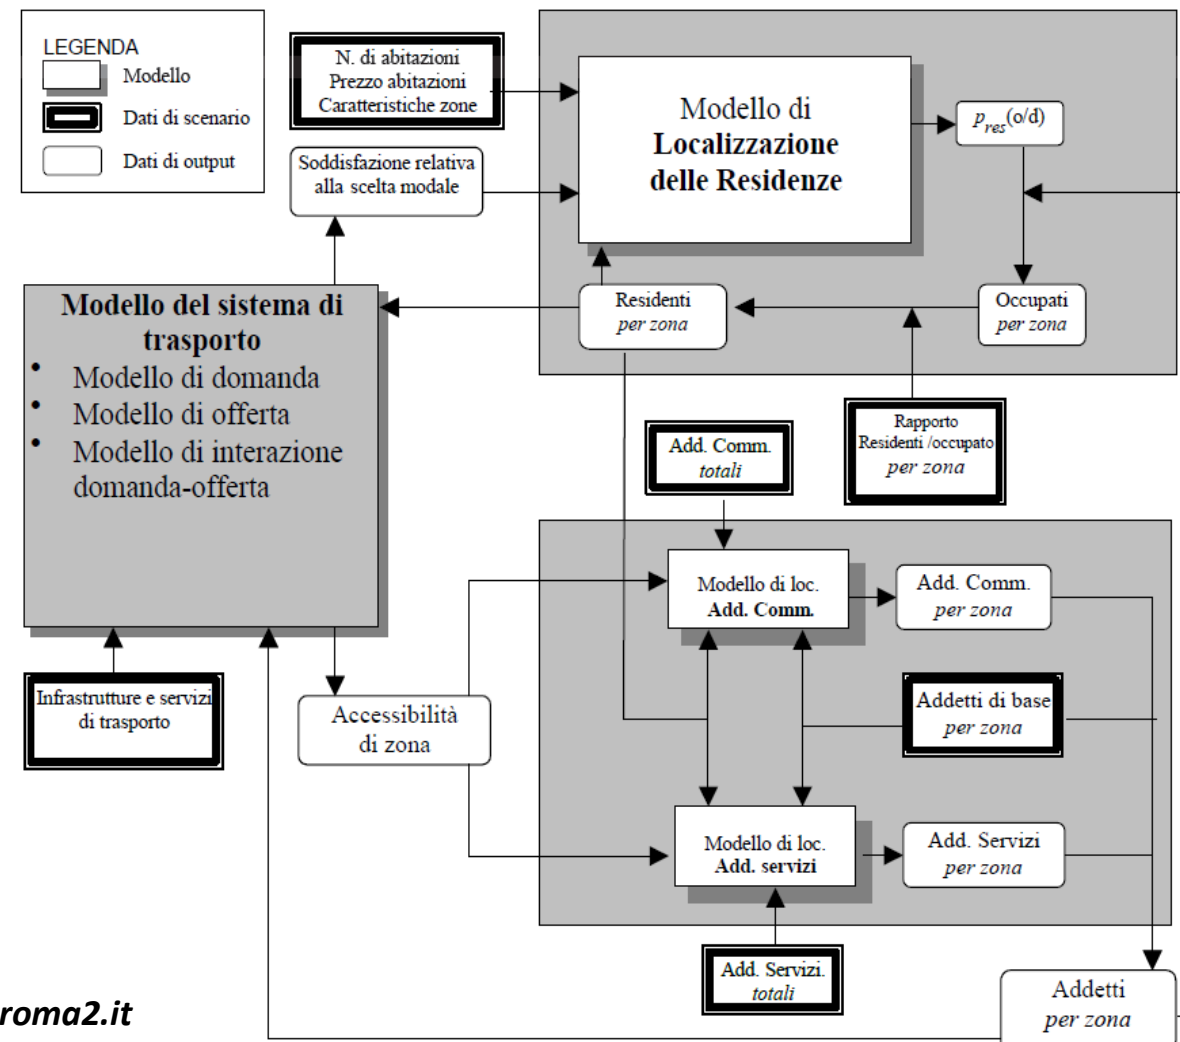 LEGENDA
Modello
Dati di scenario
Dati di output
N. di abitazioni
Prezzo abitazioni
Caratteristiche zone
Soddisfazione relativa
alla scelta modale
Modello di
Localizzazione
delle Residenze
p_res(o/d)
Residenti
per zona
Occupati
per zona
Modello del sistema di
trasporto
• Modello di domanda
• Modello di offerta
• Modello di interazione
domanda-offerta
Rapporto
Residenti /occupato
per zona
Add. Comm.
totali
Modello di loc.
Add. Comm.
Add. Comm.
per zona
Infrastrutture e servizi
di trasporto
Accessibilità
di zona
Addetti di base
per zona
Modello di loc.
Add. servizi
Add. Servizi
per zona
Add. Servizi.
totali
Addetti
per zona
roma2.it